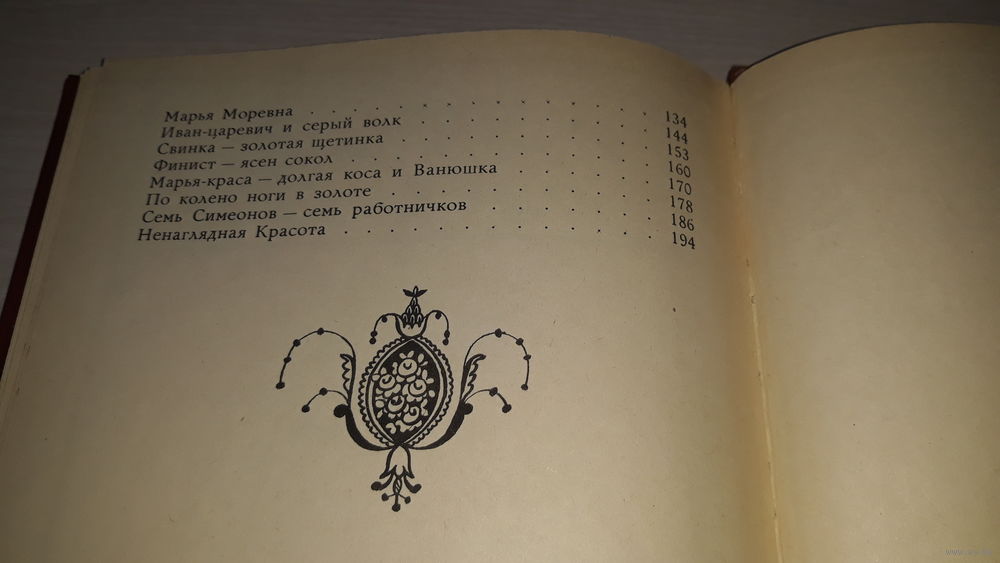 Марья Моревна . . . . . . . . . . . . 134
Иван-царевич и серый волк . . . . . . . . 144
Свинка — золотая щетинка . . . . . . . . 153
Финист — ясен сокол . . . . . . . . . . 160
Марья-краса — долгая коса и Ванюшка . . . . . 170
По колено ноги в золоте . . . . . . . . . 178
Семь Симеонов — семь работничков . . . . . . 186
Ненаглядная Красота . . . . . . . . . . 194